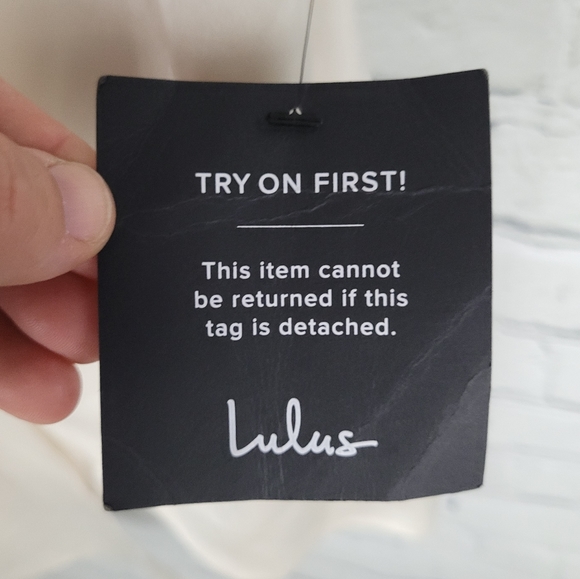 TRY ON FIRST!
This item cannot
be returned if this
tag is detached.
Lulus